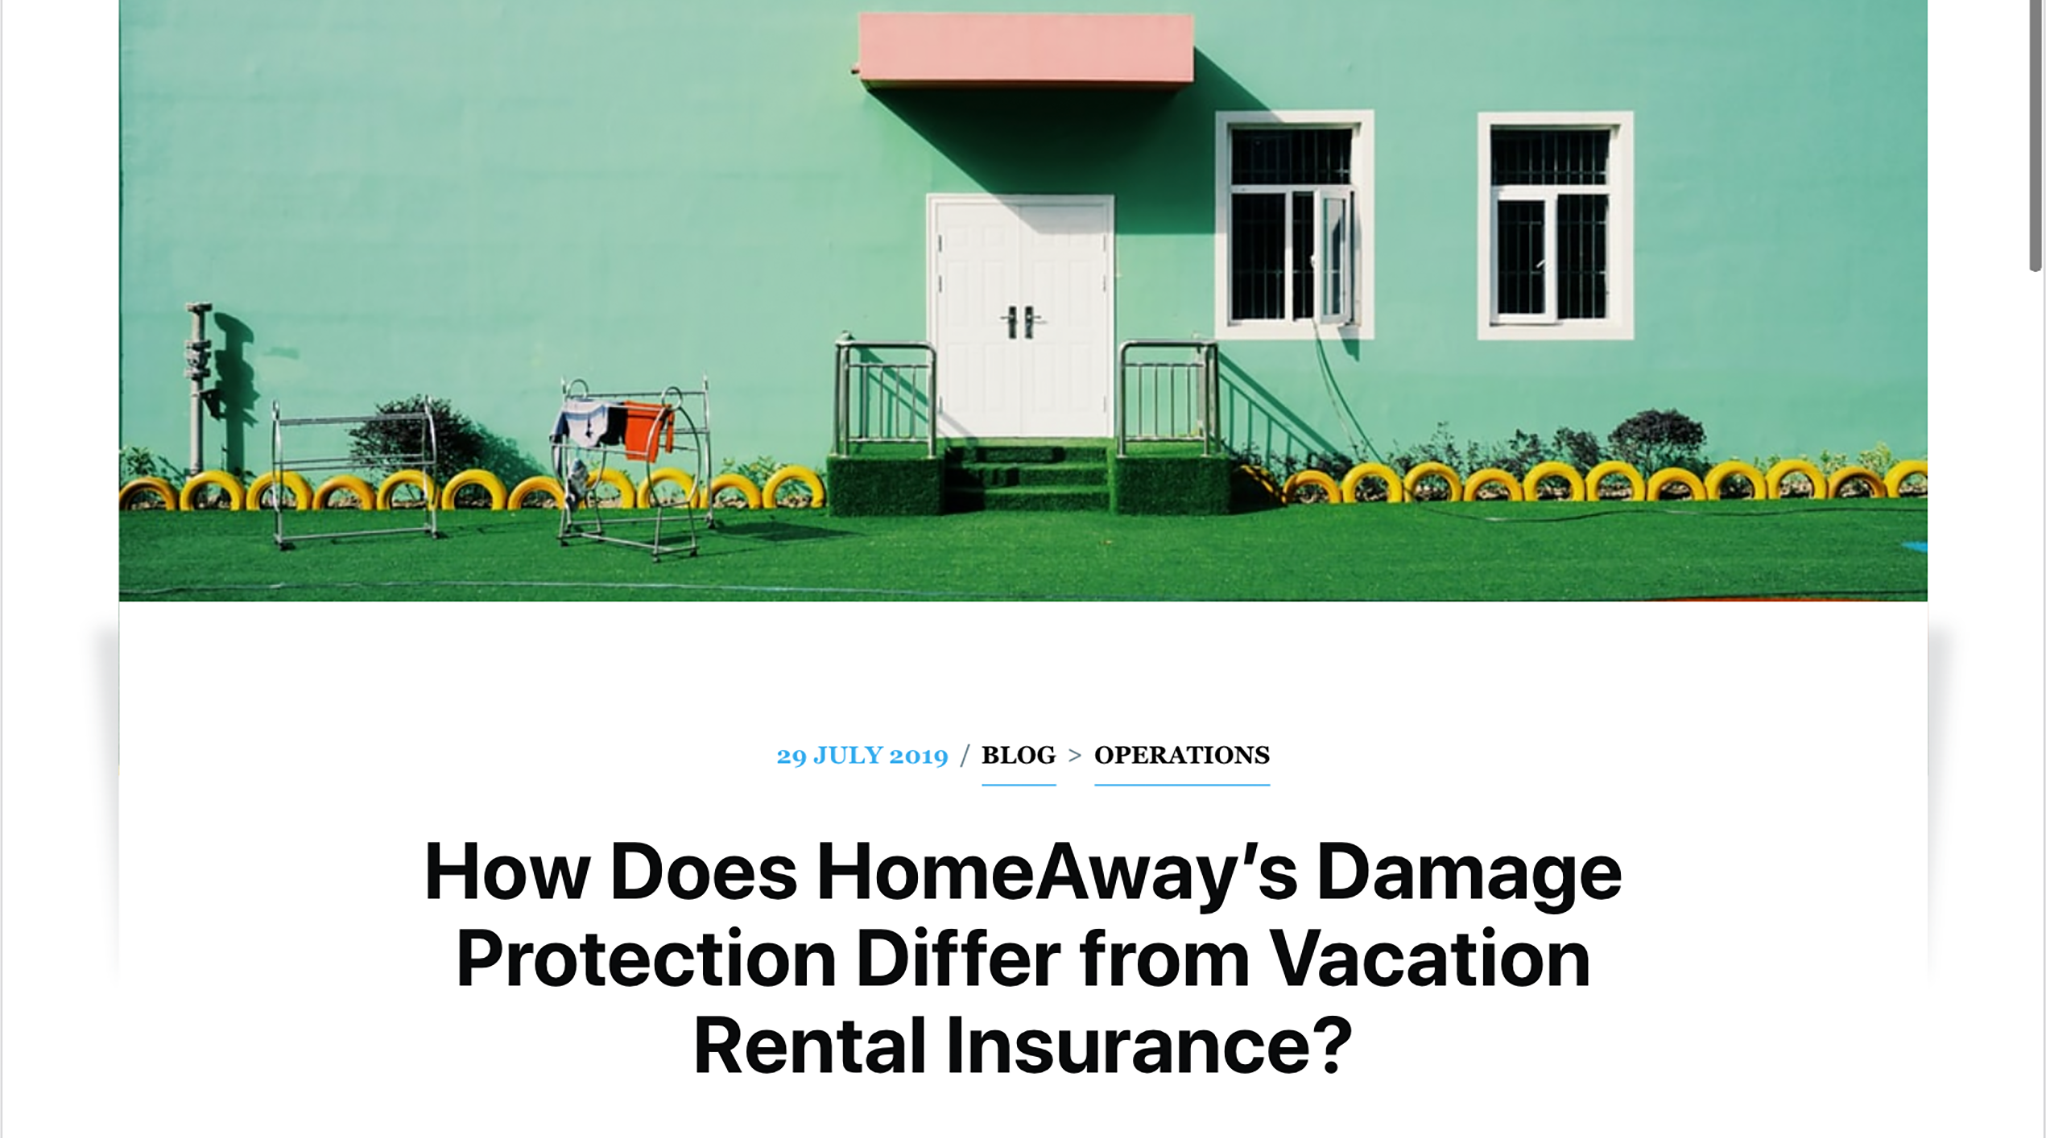 29 JULY 2019 / BLOG > OPERATIONS
How Does HomeAway’s Damage
Protection Differ from Vacation
Rental Insurance?